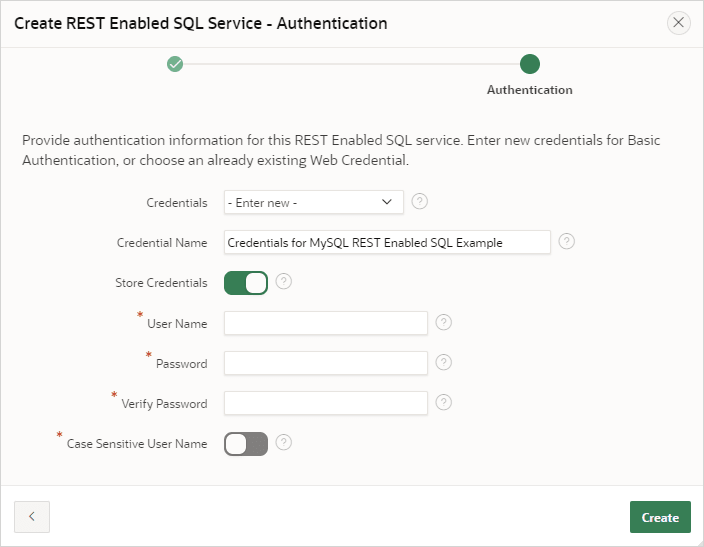 Create REST Enabled SQL Service - Authentication
Authentication
Provide authentication information for this REST Enabled SQL service. Enter new credentials for Basic
Authentication, or choose an already existing Web Credential.
Credentials - Enter new - ?
Credential Name Credentials for MySQL REST Enabled SQL Example ?
Store Credentials ?
* User Name ?
* Password ?
* Verify Password ?
* Case Sensitive User Name ?
Create